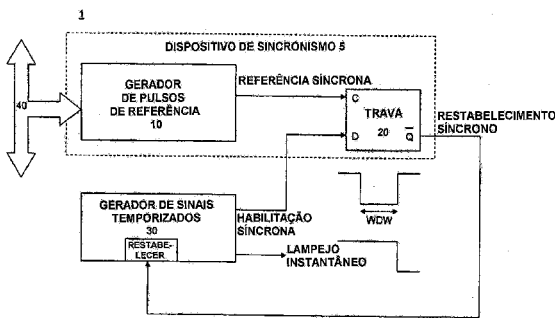 1
DISPOSITIVO DE SINCRONISMO 5
GERADOR
DE PULSOS
DE REFERÊNCIA
10
REFERÊNCIA SÍNCRONA
40
C
TRAVA
20
D
Q
RESTABELECIMENTO
SÍNCRONO
GERADOR DE SINAIS
TEMPORIZADOS
30
RESTABE-
LECER
HABILITAÇÃO
SÍNCRONA
LAMPEJO
INSTANTÂNEO
WDW